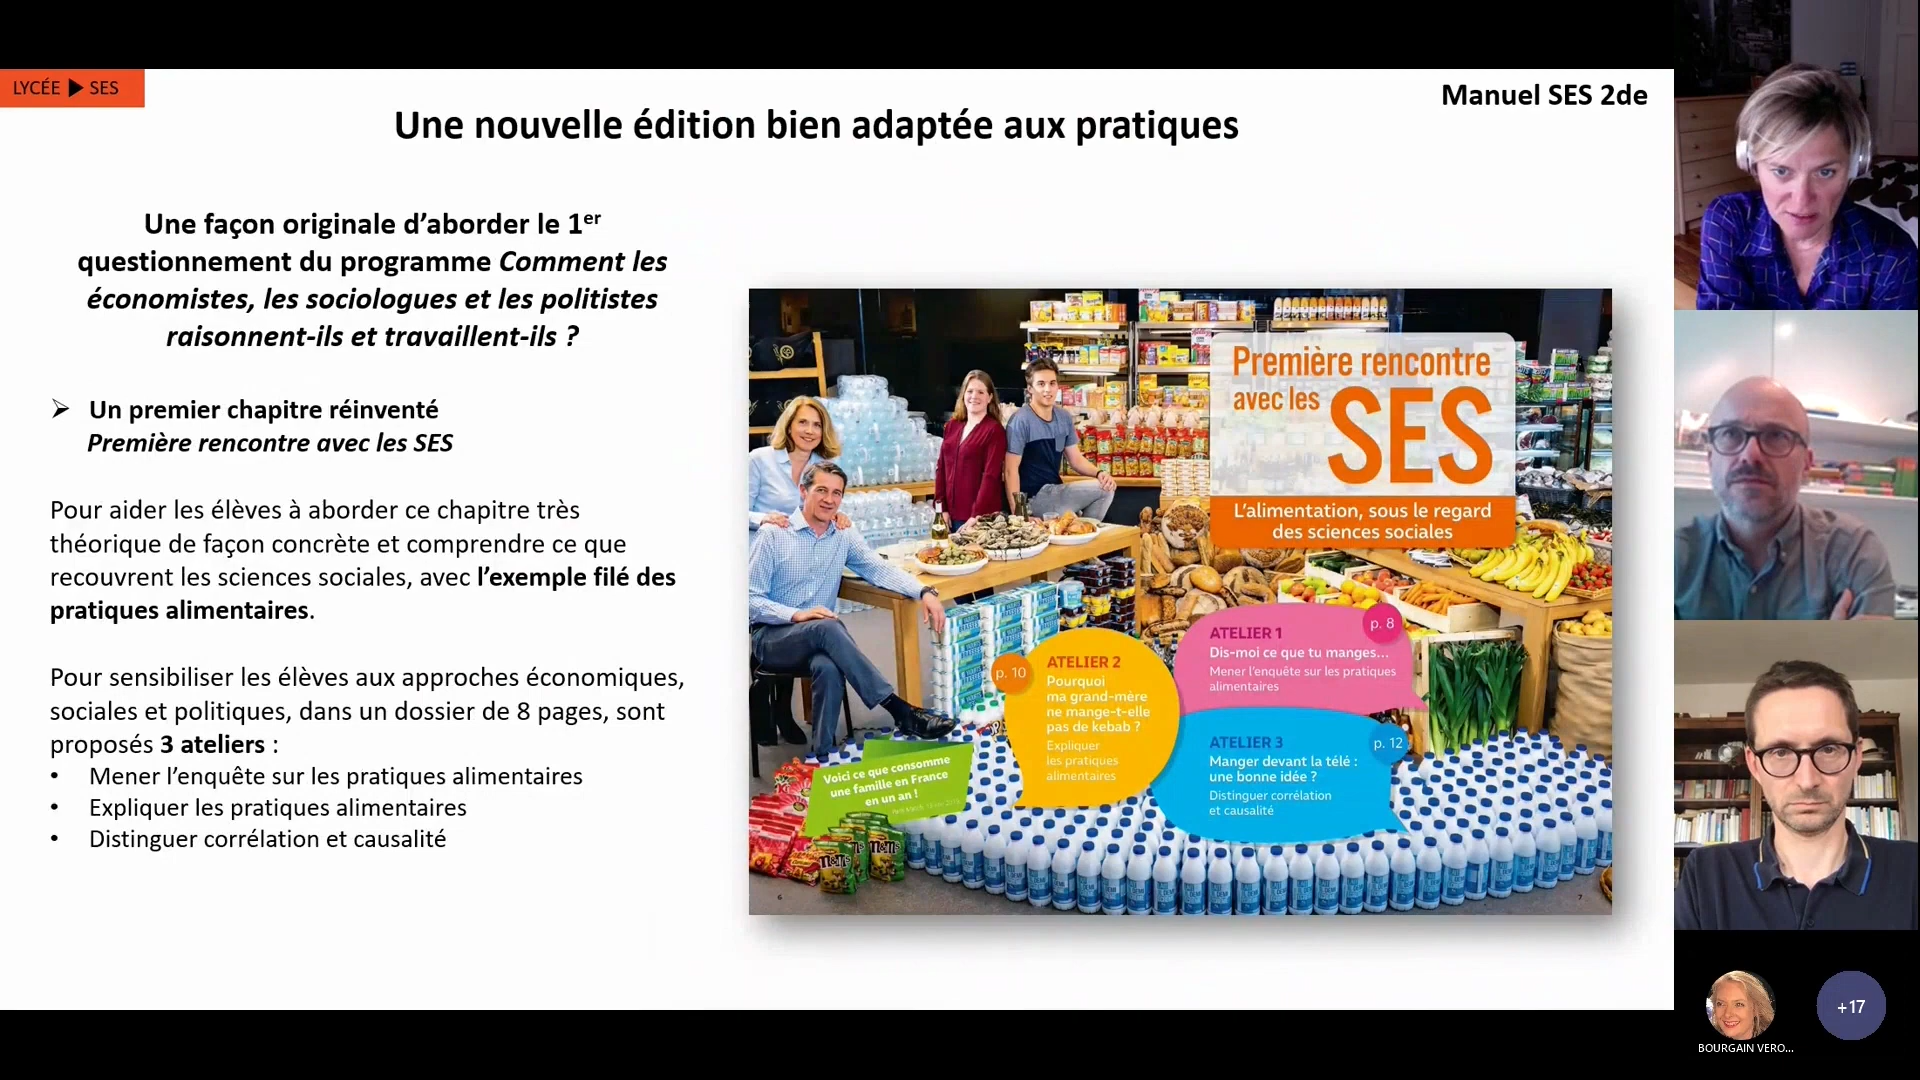 LYCÉE ▶ SES
Manuel SES 2de
Une nouvelle édition bien adaptée aux pratiques
Une façon originale d’aborder le 1er
questionnement du programme Comment les
économistes, les sociologues et les politistes
raisonnent-ils et travaillent-ils ?
➢ Un premier chapitre réinventé
Première rencontre avec les SES
Pour aider les élèves à aborder ce chapitre très
théorique de façon concrète et comprendre ce que
recouvrent les sciences sociales, avec l’exemple filé des
pratiques alimentaires.
Pour sensibiliser les élèves aux approches économiques,
sociales et politiques, dans un dossier de 8 pages, sont
proposés 3 ateliers :
• Mener l’enquête sur les pratiques alimentaires
• Expliquer les pratiques alimentaires
• Distinguer corrélation et causalité
Première rencontre
avec les SES
L’alimentation, sous le regard
des sciences sociales
ATELIER 1
p. 8
Dis-moi ce que tu manges...
Mener l’enquête sur les pratiques
alimentaires
ATELIER 2
p. 10
Pourquoi
ma grand-mère
ne mange-t-elle
pas de kebab ?
Expliquer
les pratiques
alimentaires
ATELIER 3
p. 12
Manger devant la télé :
une bonne idée ?
Distinguer corrélation
et causalité
Voici ce que consomme
une famille en France
en un an !
m&m's
6
7
BOURGAIN VERO...
+17